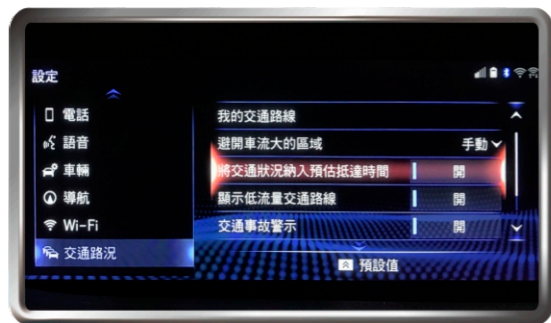 設定
電話
語音
車輛
導航
Wi-Fi
交通路況
我的交通路線
避開車流大的區域 手動
將交通狀況納入預估抵達時間 開
顯示低流量交通路線 開
交通事故警示 開
預設值